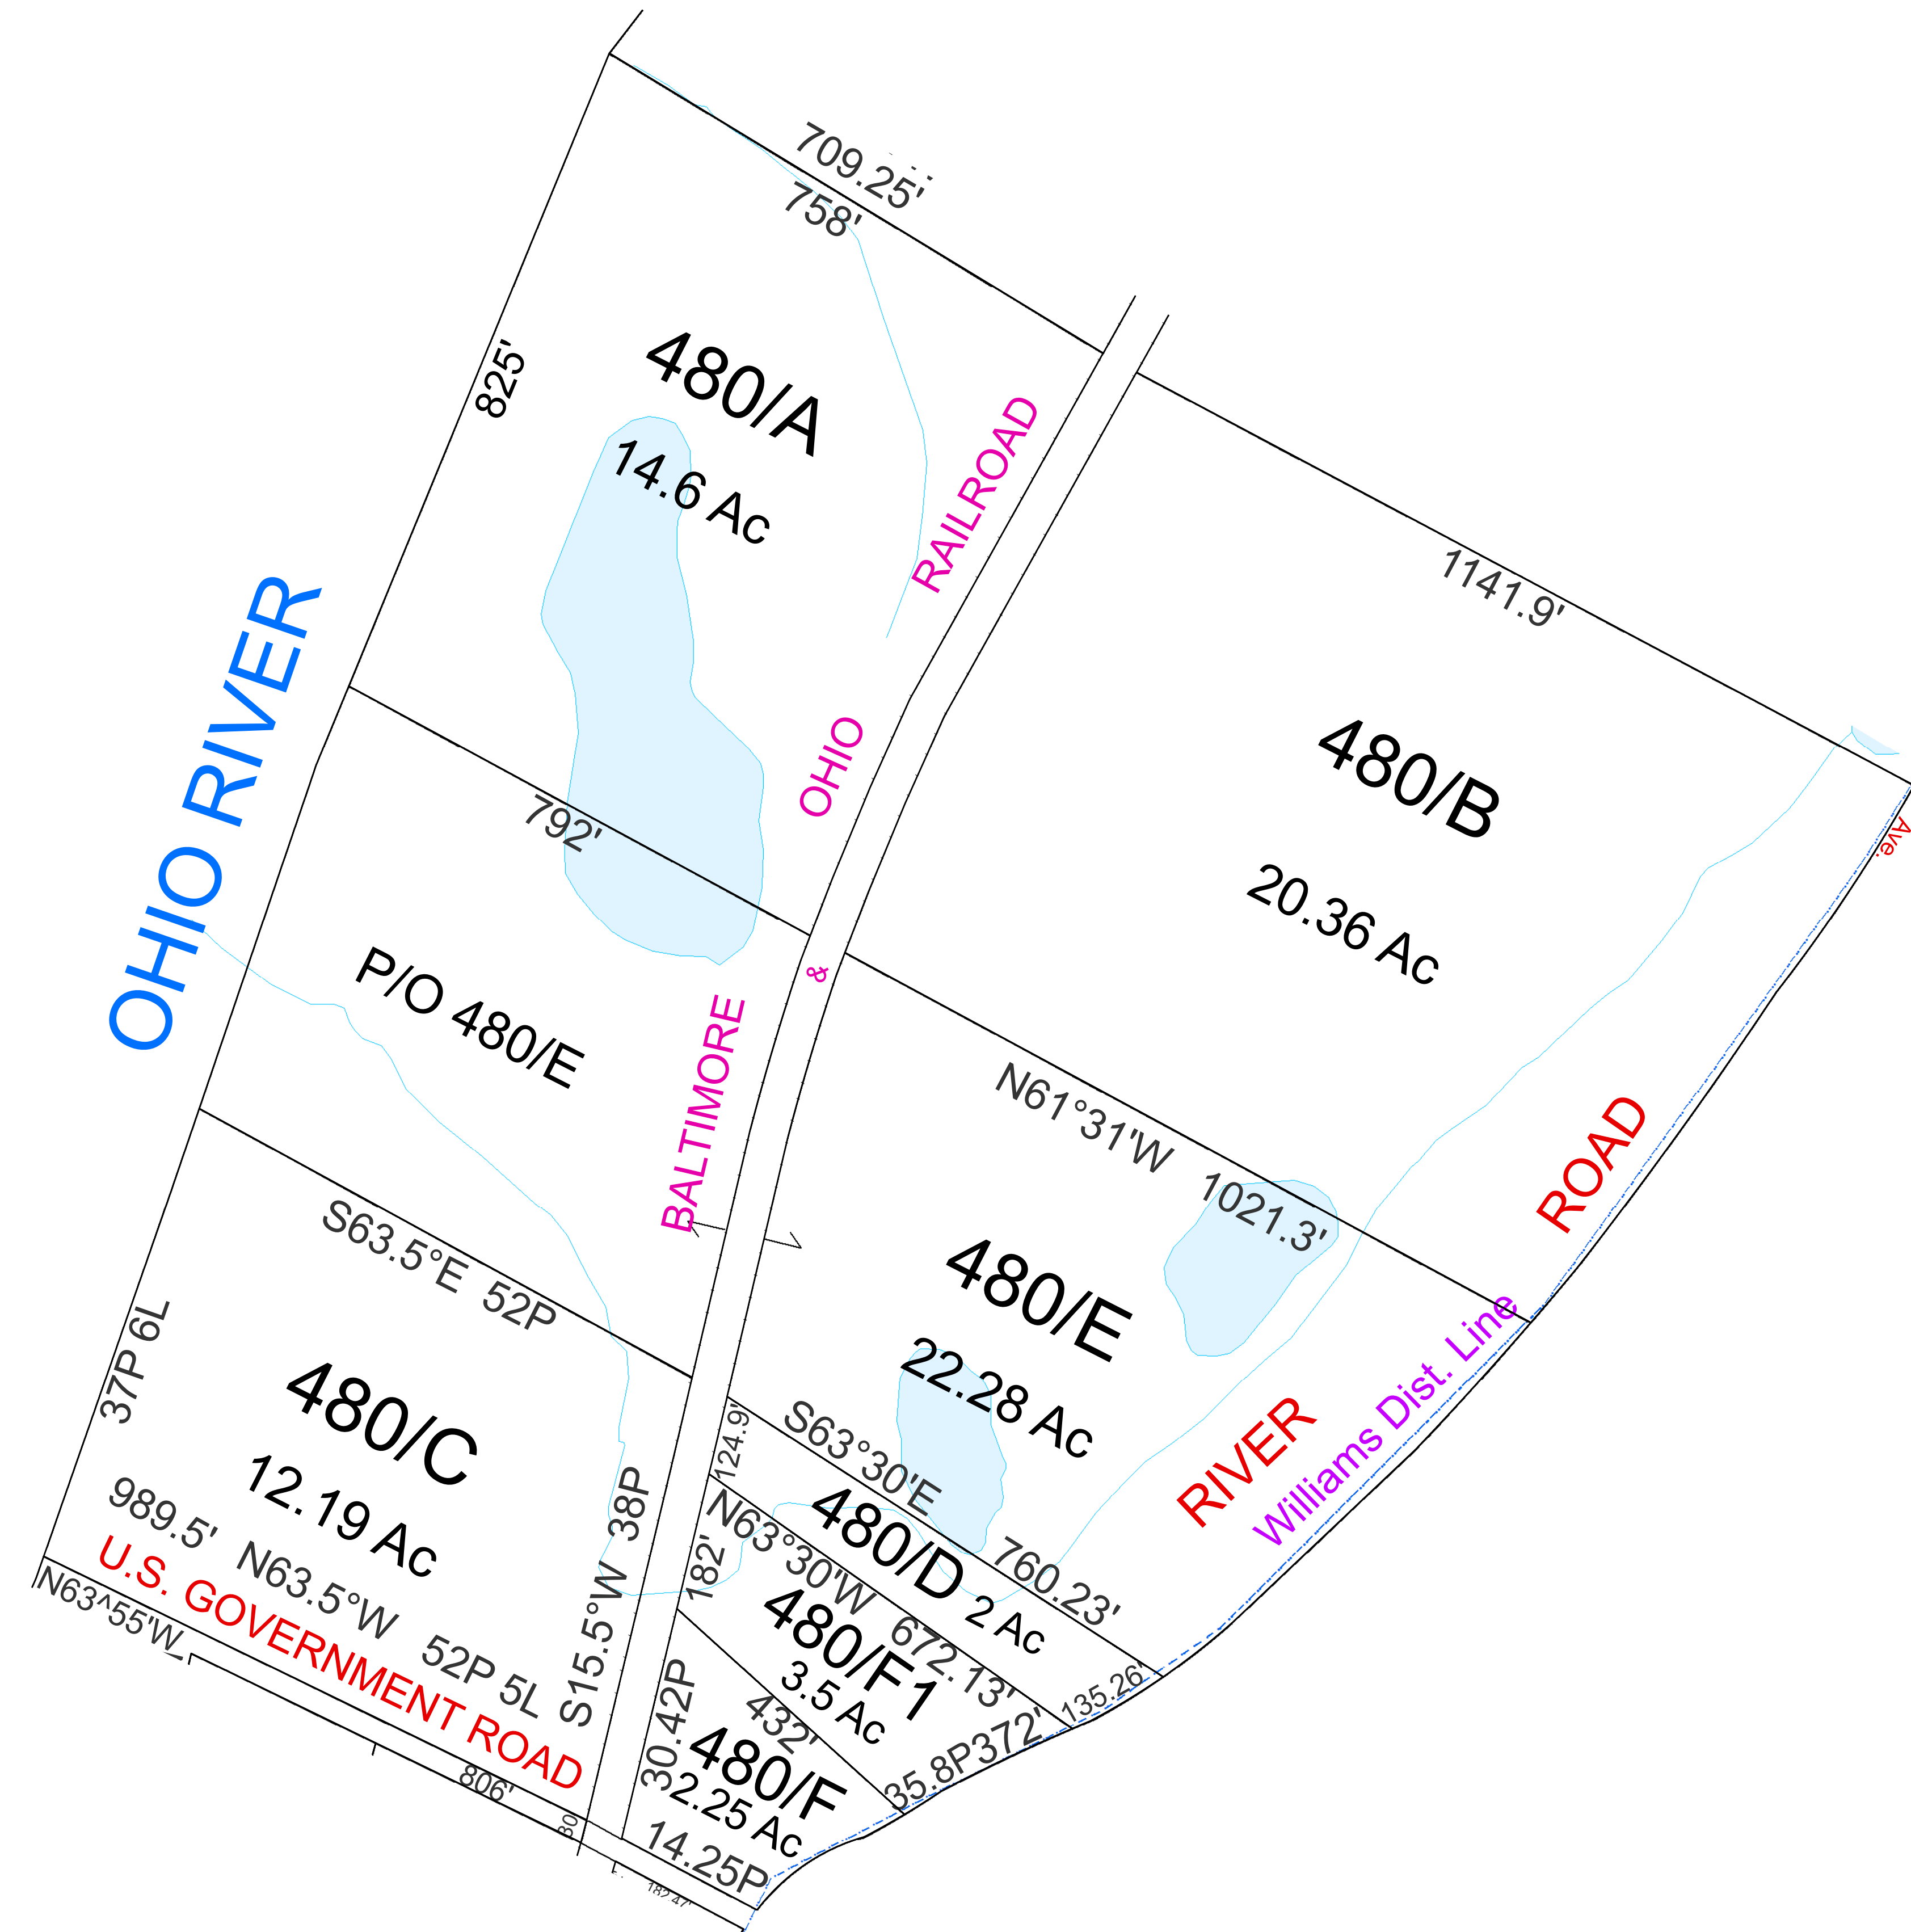 709.25'
758'
825'
480/A
14.6 Ac
OHIO RIVER
BALTIMORE & OHIO RAILROAD
1141.9'
480/B
20.36 Ac
Ave.
792'
P/O 480/E
N61°31'W 1021.3'
480/E
22.28 Ac
RIVER ROAD
Williams Dist. Line
S63.5°E 52P
37P 6L
480/C
12.19 Ac
989.5' N63.5°W 52P 5L
S15.5°W 38P
U.S. GOVERNMENT ROAD
N63^55'W
806'
30
124.9'
S63°30'E 760.23'
480/D
2 Ac
182'
N63°30'W 672.13'
135.26'
480/F1
3.5 Ac
432'
372'
35.8P
30.42P
480/F
2.25 Ac
14.25P
182.47'